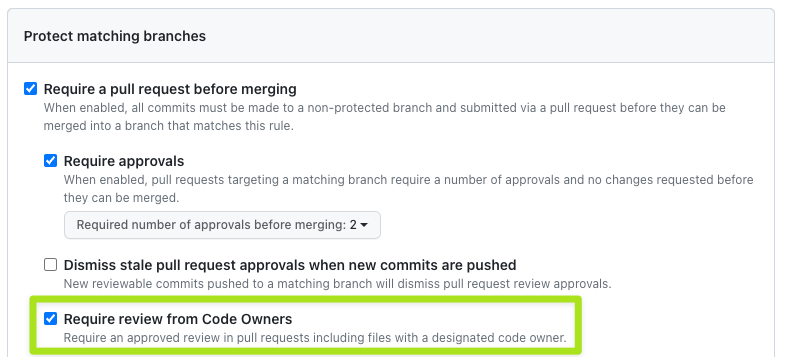 Protect matching branches
Require a pull request before merging
When enabled, all commits must be made to a non-protected branch and submitted via a pull request before they can be
merged into a branch that matches this rule.
Require approvals
When enabled, pull requests targeting a matching branch require a number of approvals and no changes requested before
they can be merged.
Required number of approvals before merging: 2
Dismiss stale pull request approvals when new commits are pushed
New reviewable commits pushed to a matching branch will dismiss pull request review approvals.
Require review from Code Owners
Require an approved review in pull requests including files with a designated code owner.